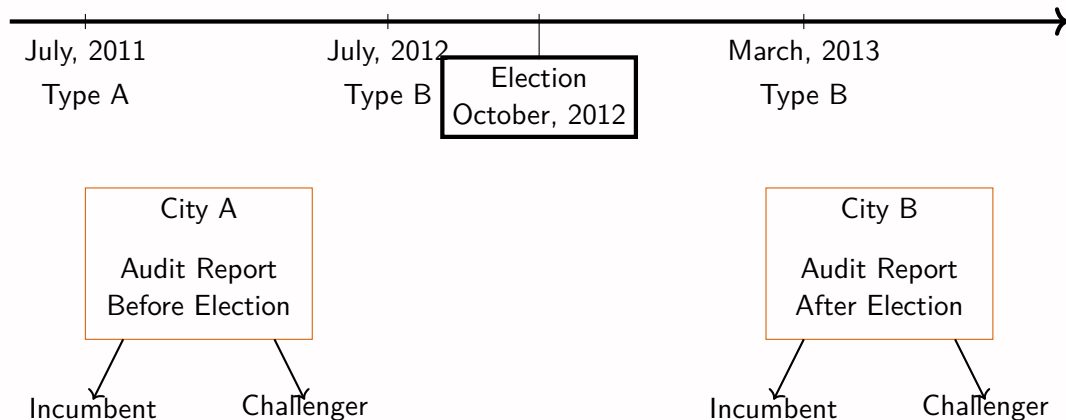 July, 2011
Type A
July, 2012
Type B
Election
October, 2012
March, 2013
Type B
City A
Audit Report
Before Election
City B
Audit Report
After Election
Incumbent
Challenger
Incumbent
Challenger